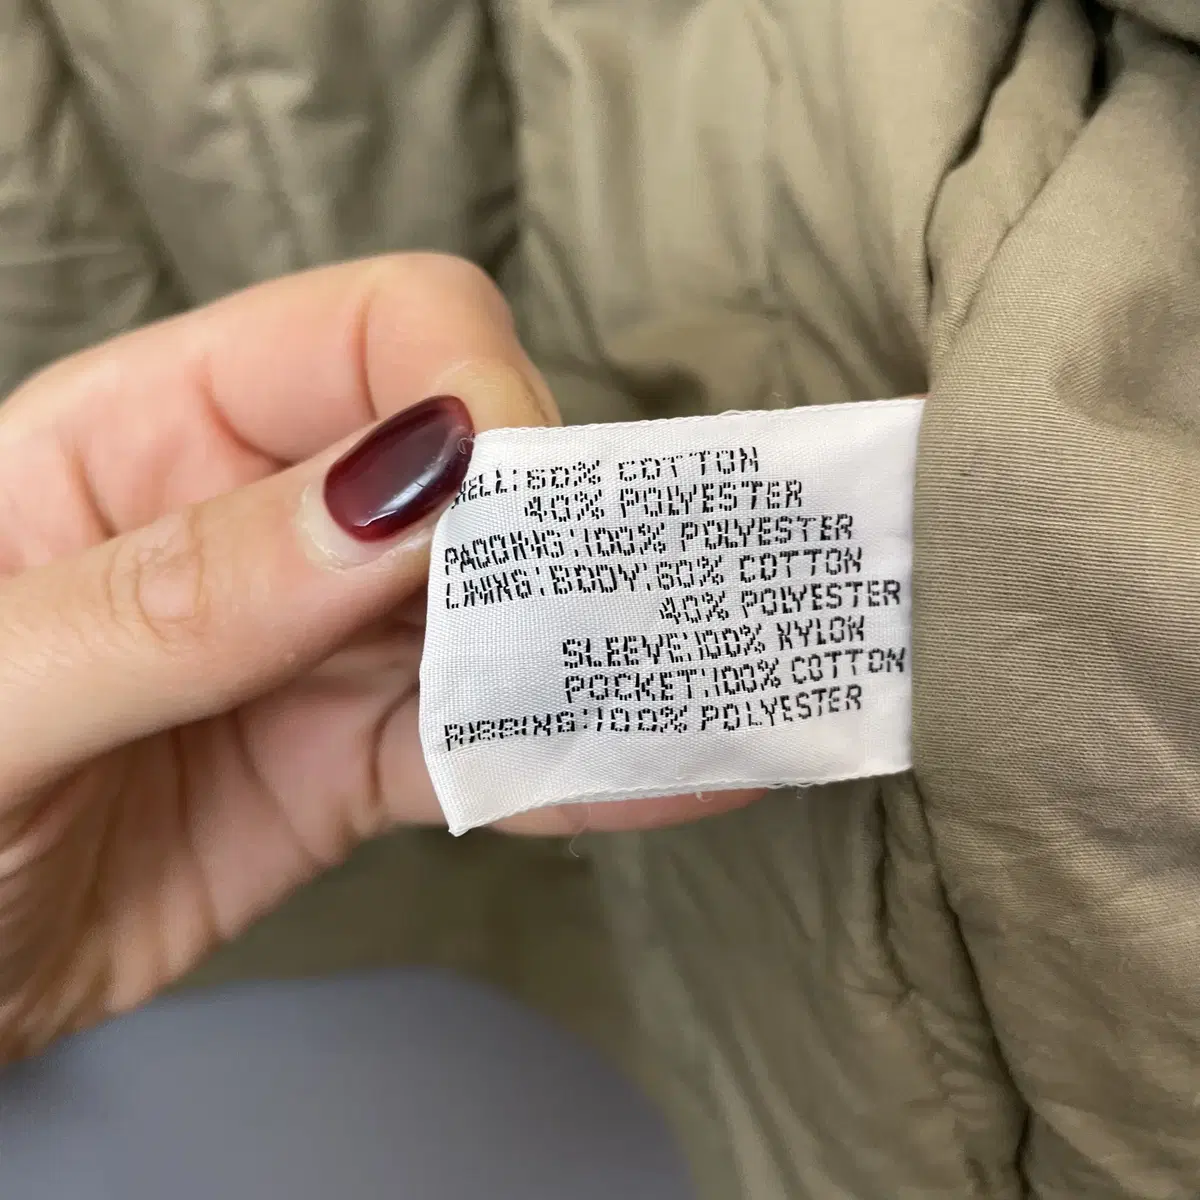 HELL:60% COTTON
40% POLYESTER
PADDING:100% POLYESTER
LINING:BODY:60% COTTON
40% POLYESTER
SLEEVE:100% NYLON
POCKET:100% COTTON
RIBBING:100% POLYESTER